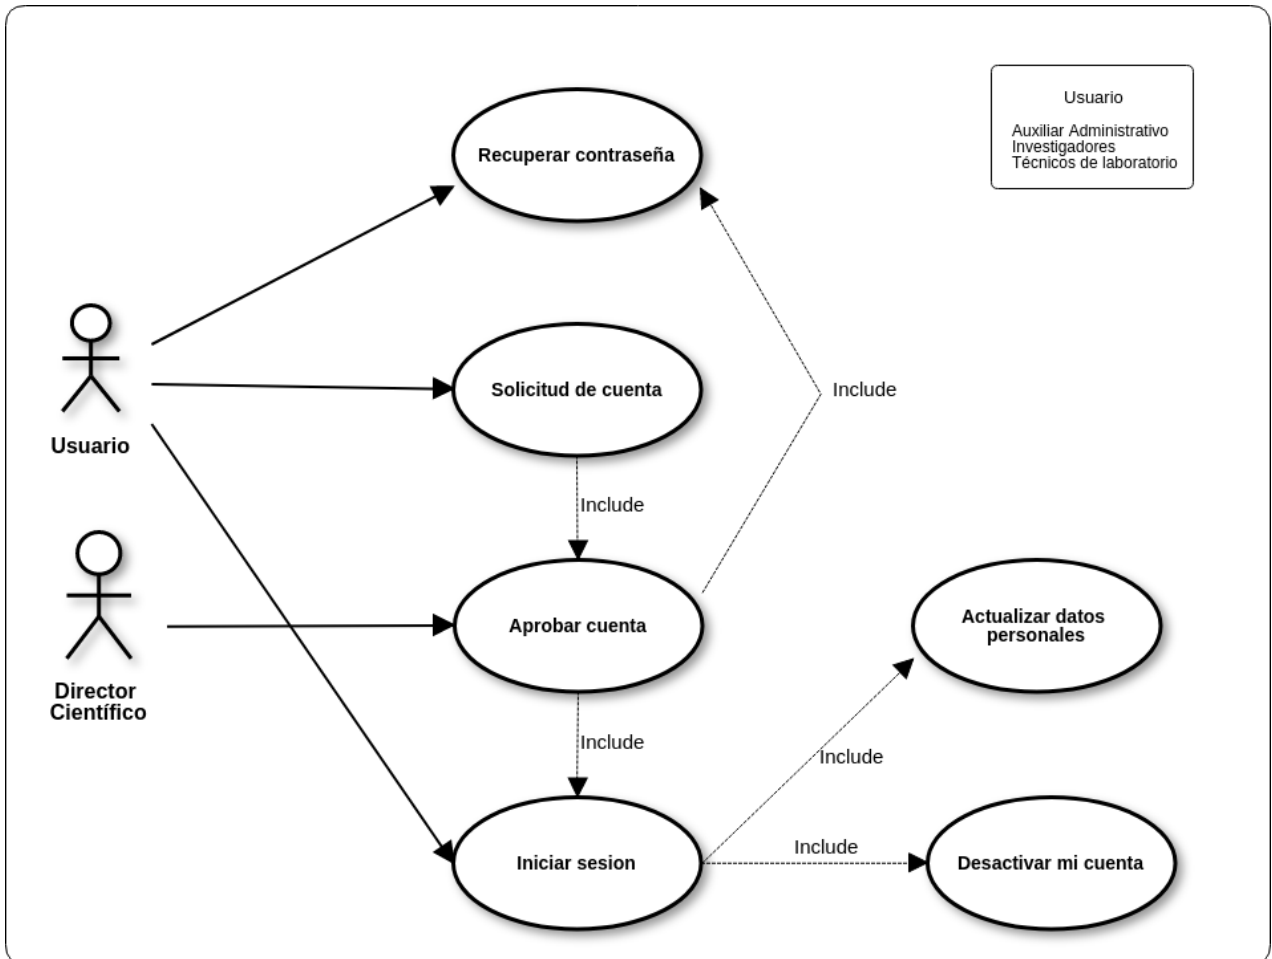 Usuario
Auxiliar Administrativo
Investigadores
Técnicos de laboratorio
Recuperar contraseña
Solicitud de cuenta
Include
Usuario
Include
Aprobar cuenta
Actualizar datos
personales
Director
Científico
Include
Include
Include
Iniciar sesion
Desactivar mi cuenta